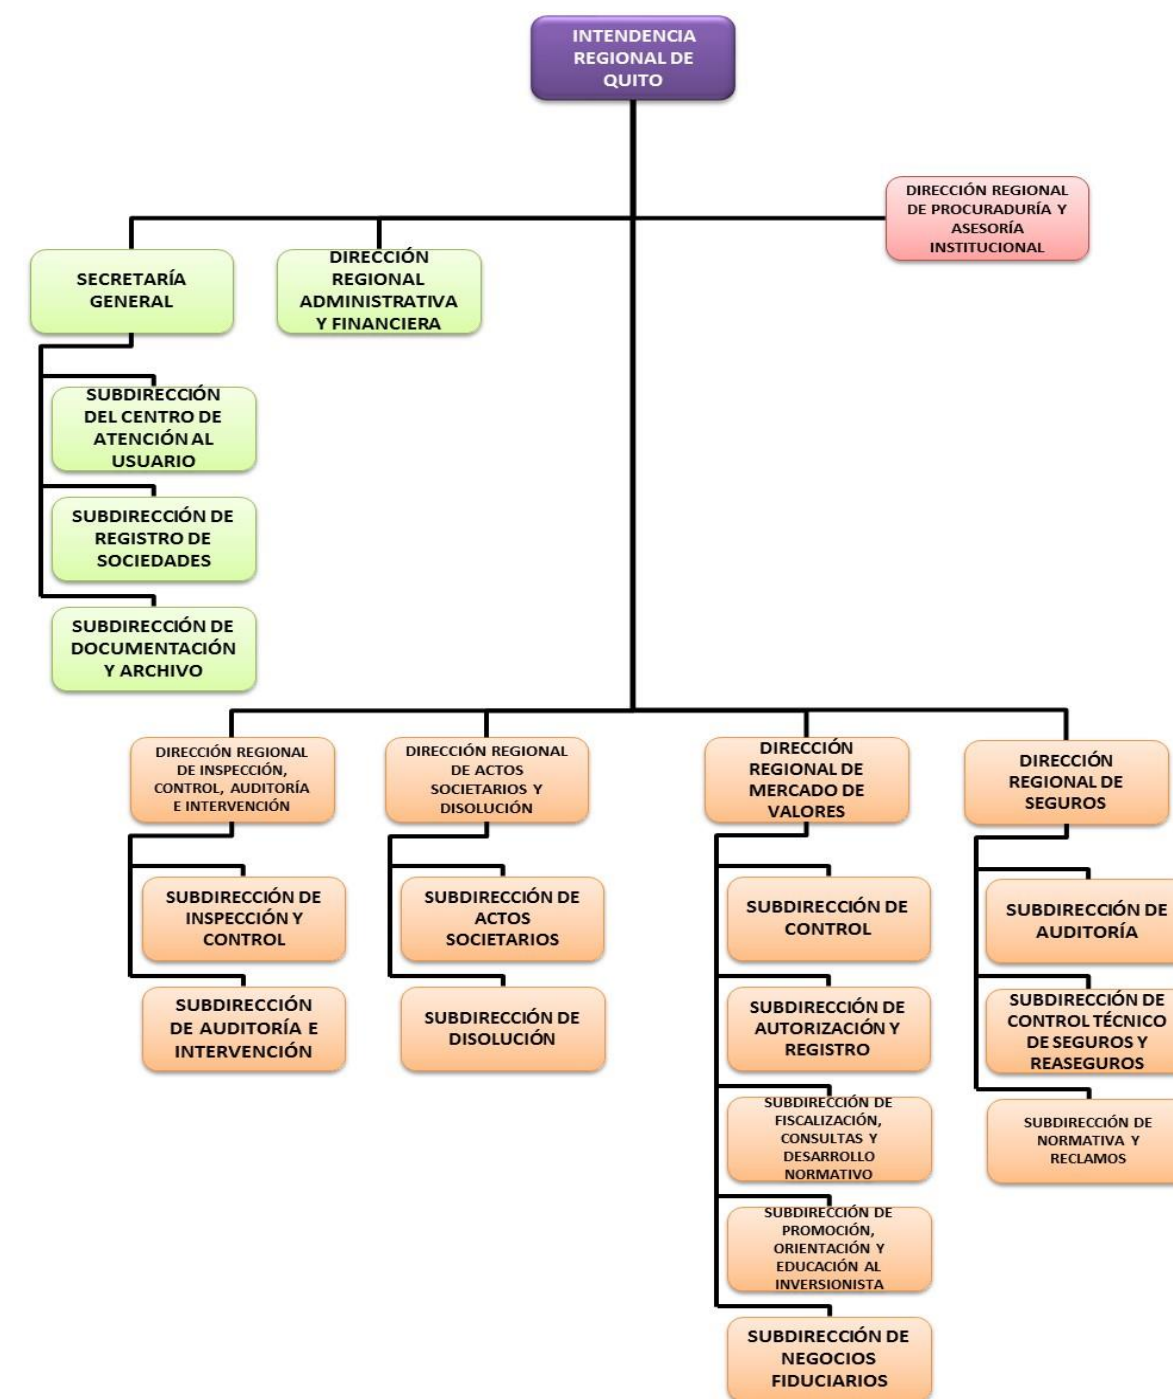 INTENDENCIA
REGIONAL DE
QUITO
DIRECCIÓN REGIONAL
DE PROCURADURÍA Y
ASESORÍA
INSTITUCIONAL
SECRETARÍA
GENERAL
DIRECCIÓN
REGIONAL
ADMINISTRATIVA
Y FINANCIERA
SUBDIRECCIÓN
DEL CENTRO DE
ATENCIÓN AL
USUARIO
SUBDIRECCIÓN DE
REGISTRO DE
SOCIEDADES
SUBDIRECCIÓN DE
DOCUMENTACIÓN
Y ARCHIVO
DIRECCIÓN REGIONAL
DE INSPECCIÓN,
CONTROL, AUDITORÍA
E INTERVENCIÓN
SUBDIRECCIÓN DE
INSPECCIÓN Y
CONTROL
SUBDIRECCIÓN
DE AUDITORÍA E
INTERVENCIÓN
DIRECCIÓN REGIONAL
DE ACTOS
SOCIETARIOS Y
DISOLUCIÓN
SUBDIRECCIÓN DE
ACTOS
SOCIETARIOS
SUBDIRECCIÓN DE
DISOLUCIÓN
DIRECCIÓN
REGIONAL DE
MERCADO DE
VALORES
SUBDIRECCIÓN DE
CONTROL
SUBDIRECCIÓN DE
AUTORIZACIÓN Y
REGISTRO
SUBDIRECCIÓN DE
FISCALIZACIÓN,
CONSULTAS Y
DESARROLLO
NORMATIVO
SUBDIRECCIÓN DE
PROMOCIÓN,
ORIENTACIÓN Y
EDUCACIÓN AL
INVERSIONISTA
SUBDIRECCIÓN DE
NEGOCIOS
FIDUCIARIOS
DIRECCIÓN
REGIONAL DE
SEGUROS
SUBDIRECCIÓN DE
AUDITORÍA
SUBDIRECCIÓN DE
CONTROL TÉCNICO
DE SEGUROS Y
REASEGUROS
SUBDIRECCIÓN DE
NORMATIVA Y
RECLAMOS